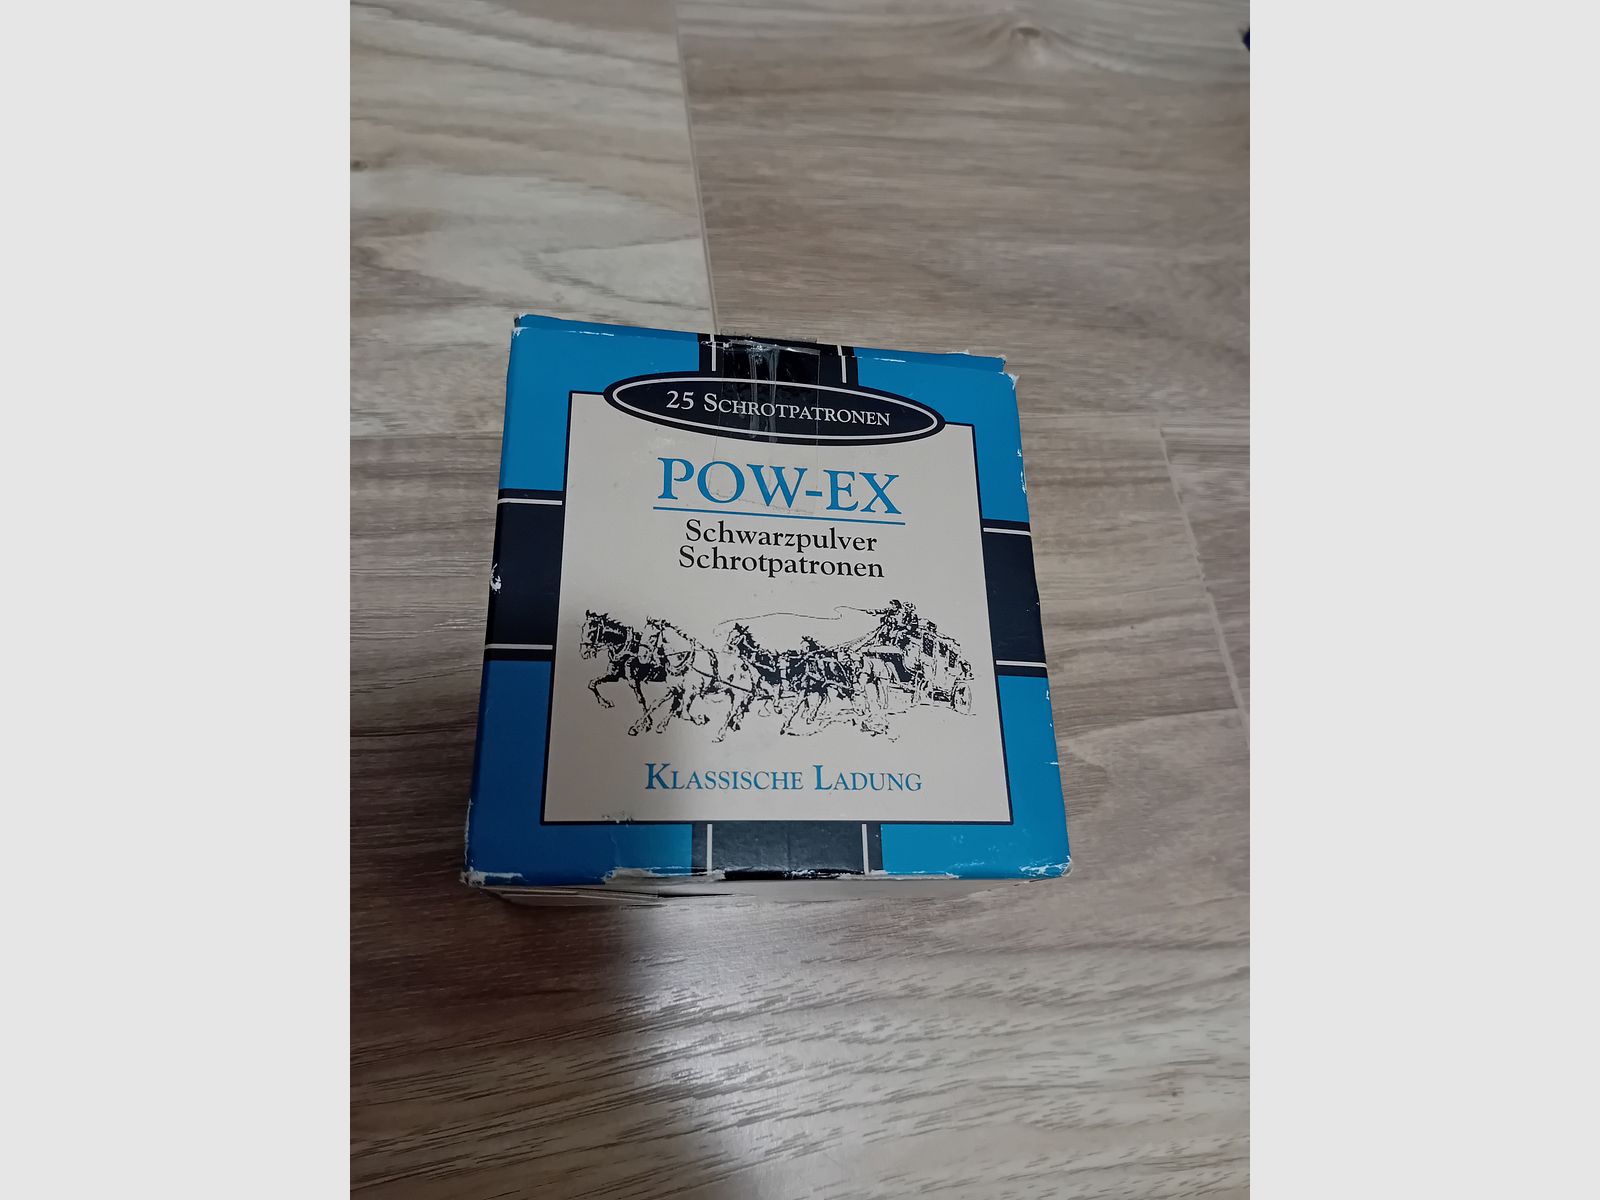 25 SCHROTPATRONEN
POW-EX
Schwarzpulver
Schrotpatronen
KLASSISCHE LADUNG